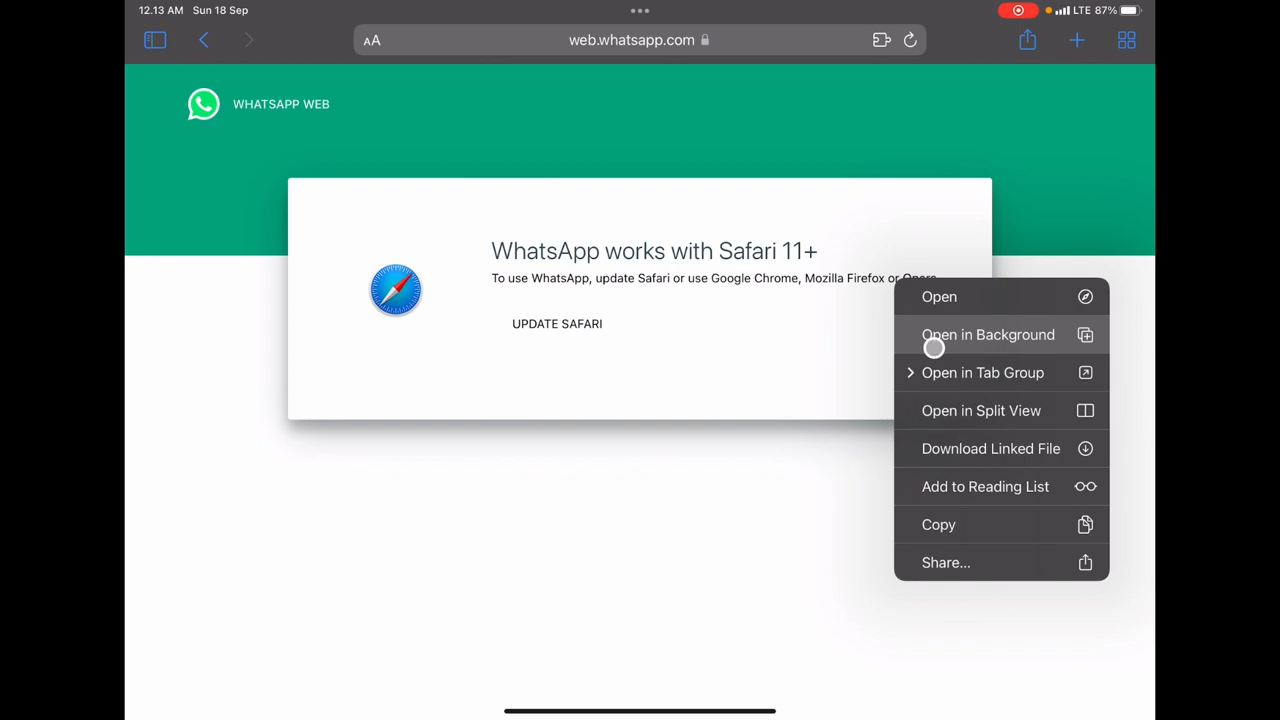 12.13 AM Sun 18 Sep
LTE 87%
AA
web.whatsapp.com
WHATSAPP WEB
WhatsApp works with Safari 11+
To use WhatsApp, update Safari or use Google Chrome, Mozilla Firefox or Opera.
UPDATE SAFARI
Open
Open in Background
Open in Tab Group
Open in Split View
Download Linked File
Add to Reading List
Copy
Share...